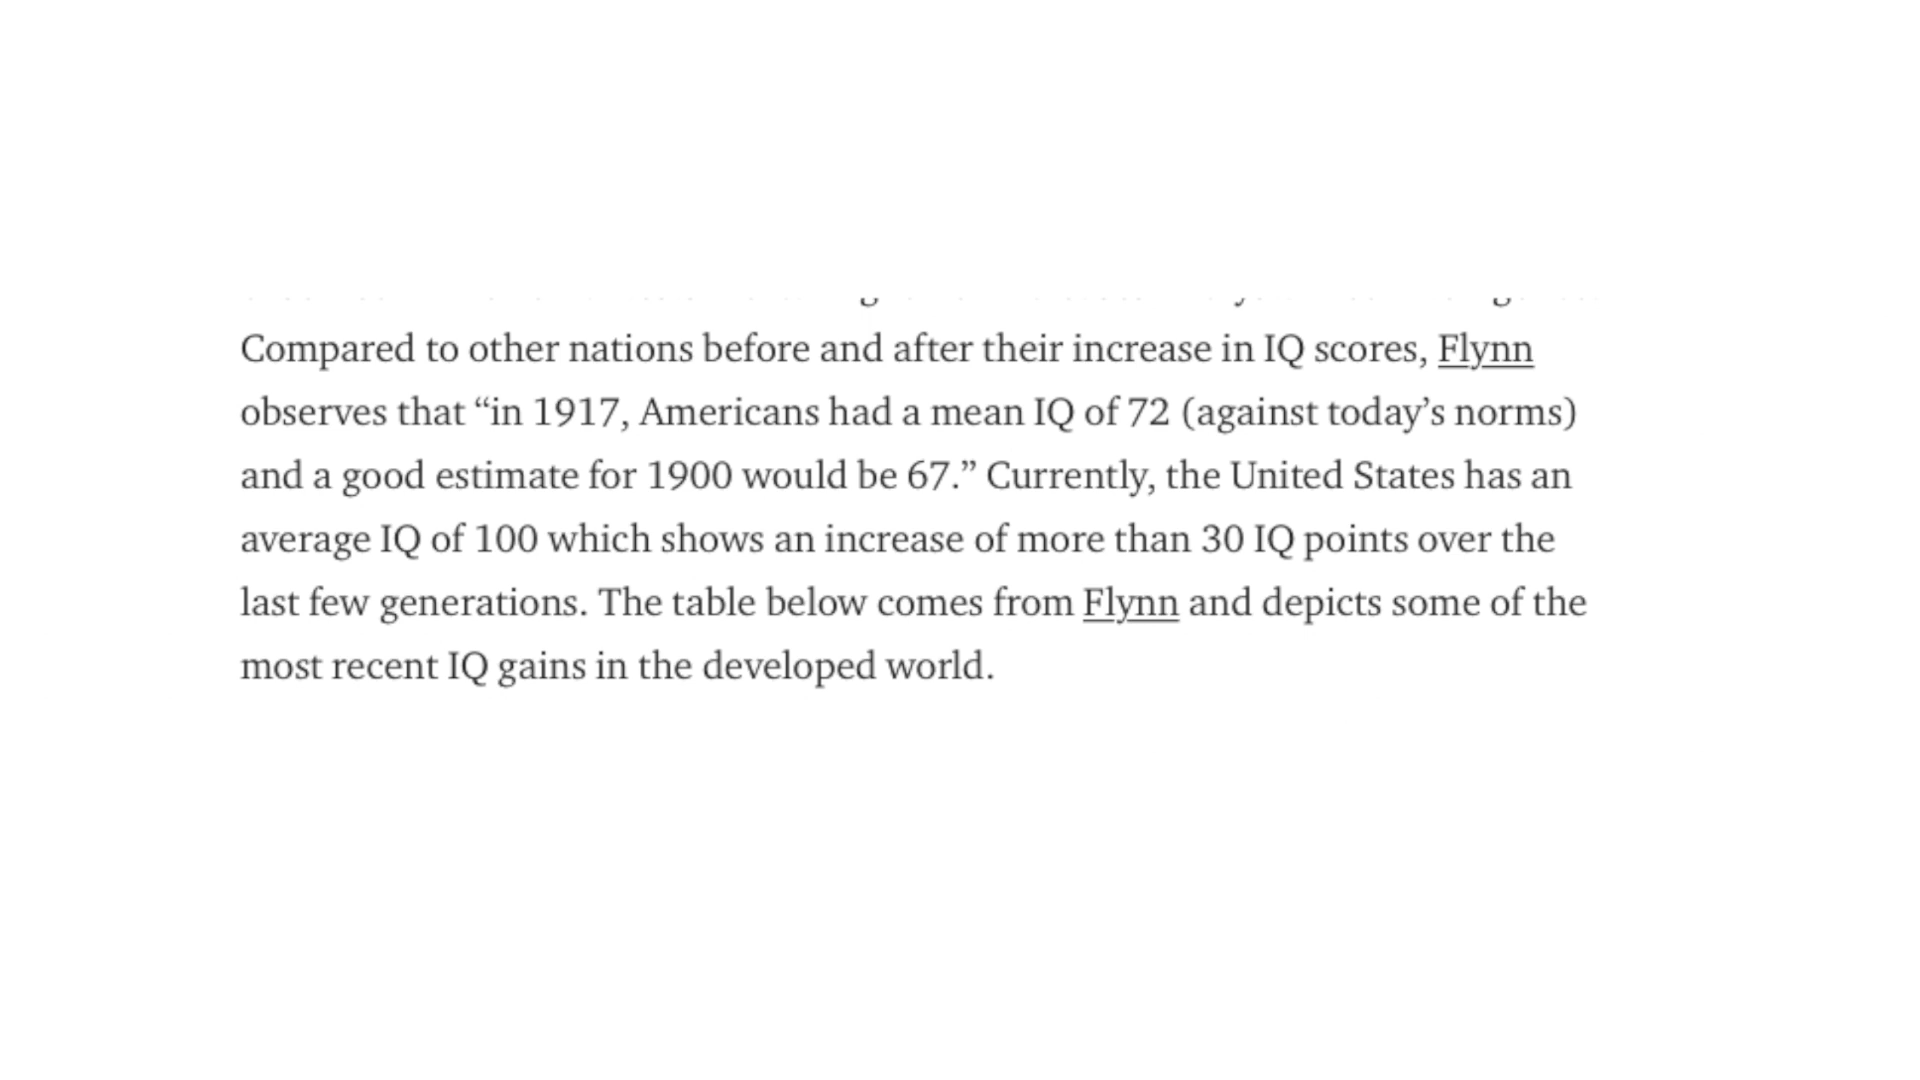 Compared to other nations before and after their increase in IQ scores, Flynn
observes that “in 1917, Americans had a mean IQ of 72 (against today’s norms)
and a good estimate for 1900 would be 67.” Currently, the United States has an
average IQ of 100 which shows an increase of more than 30 IQ points over the
last few generations. The table below comes from Flynn and depicts some of the
most recent IQ gains in the developed world.